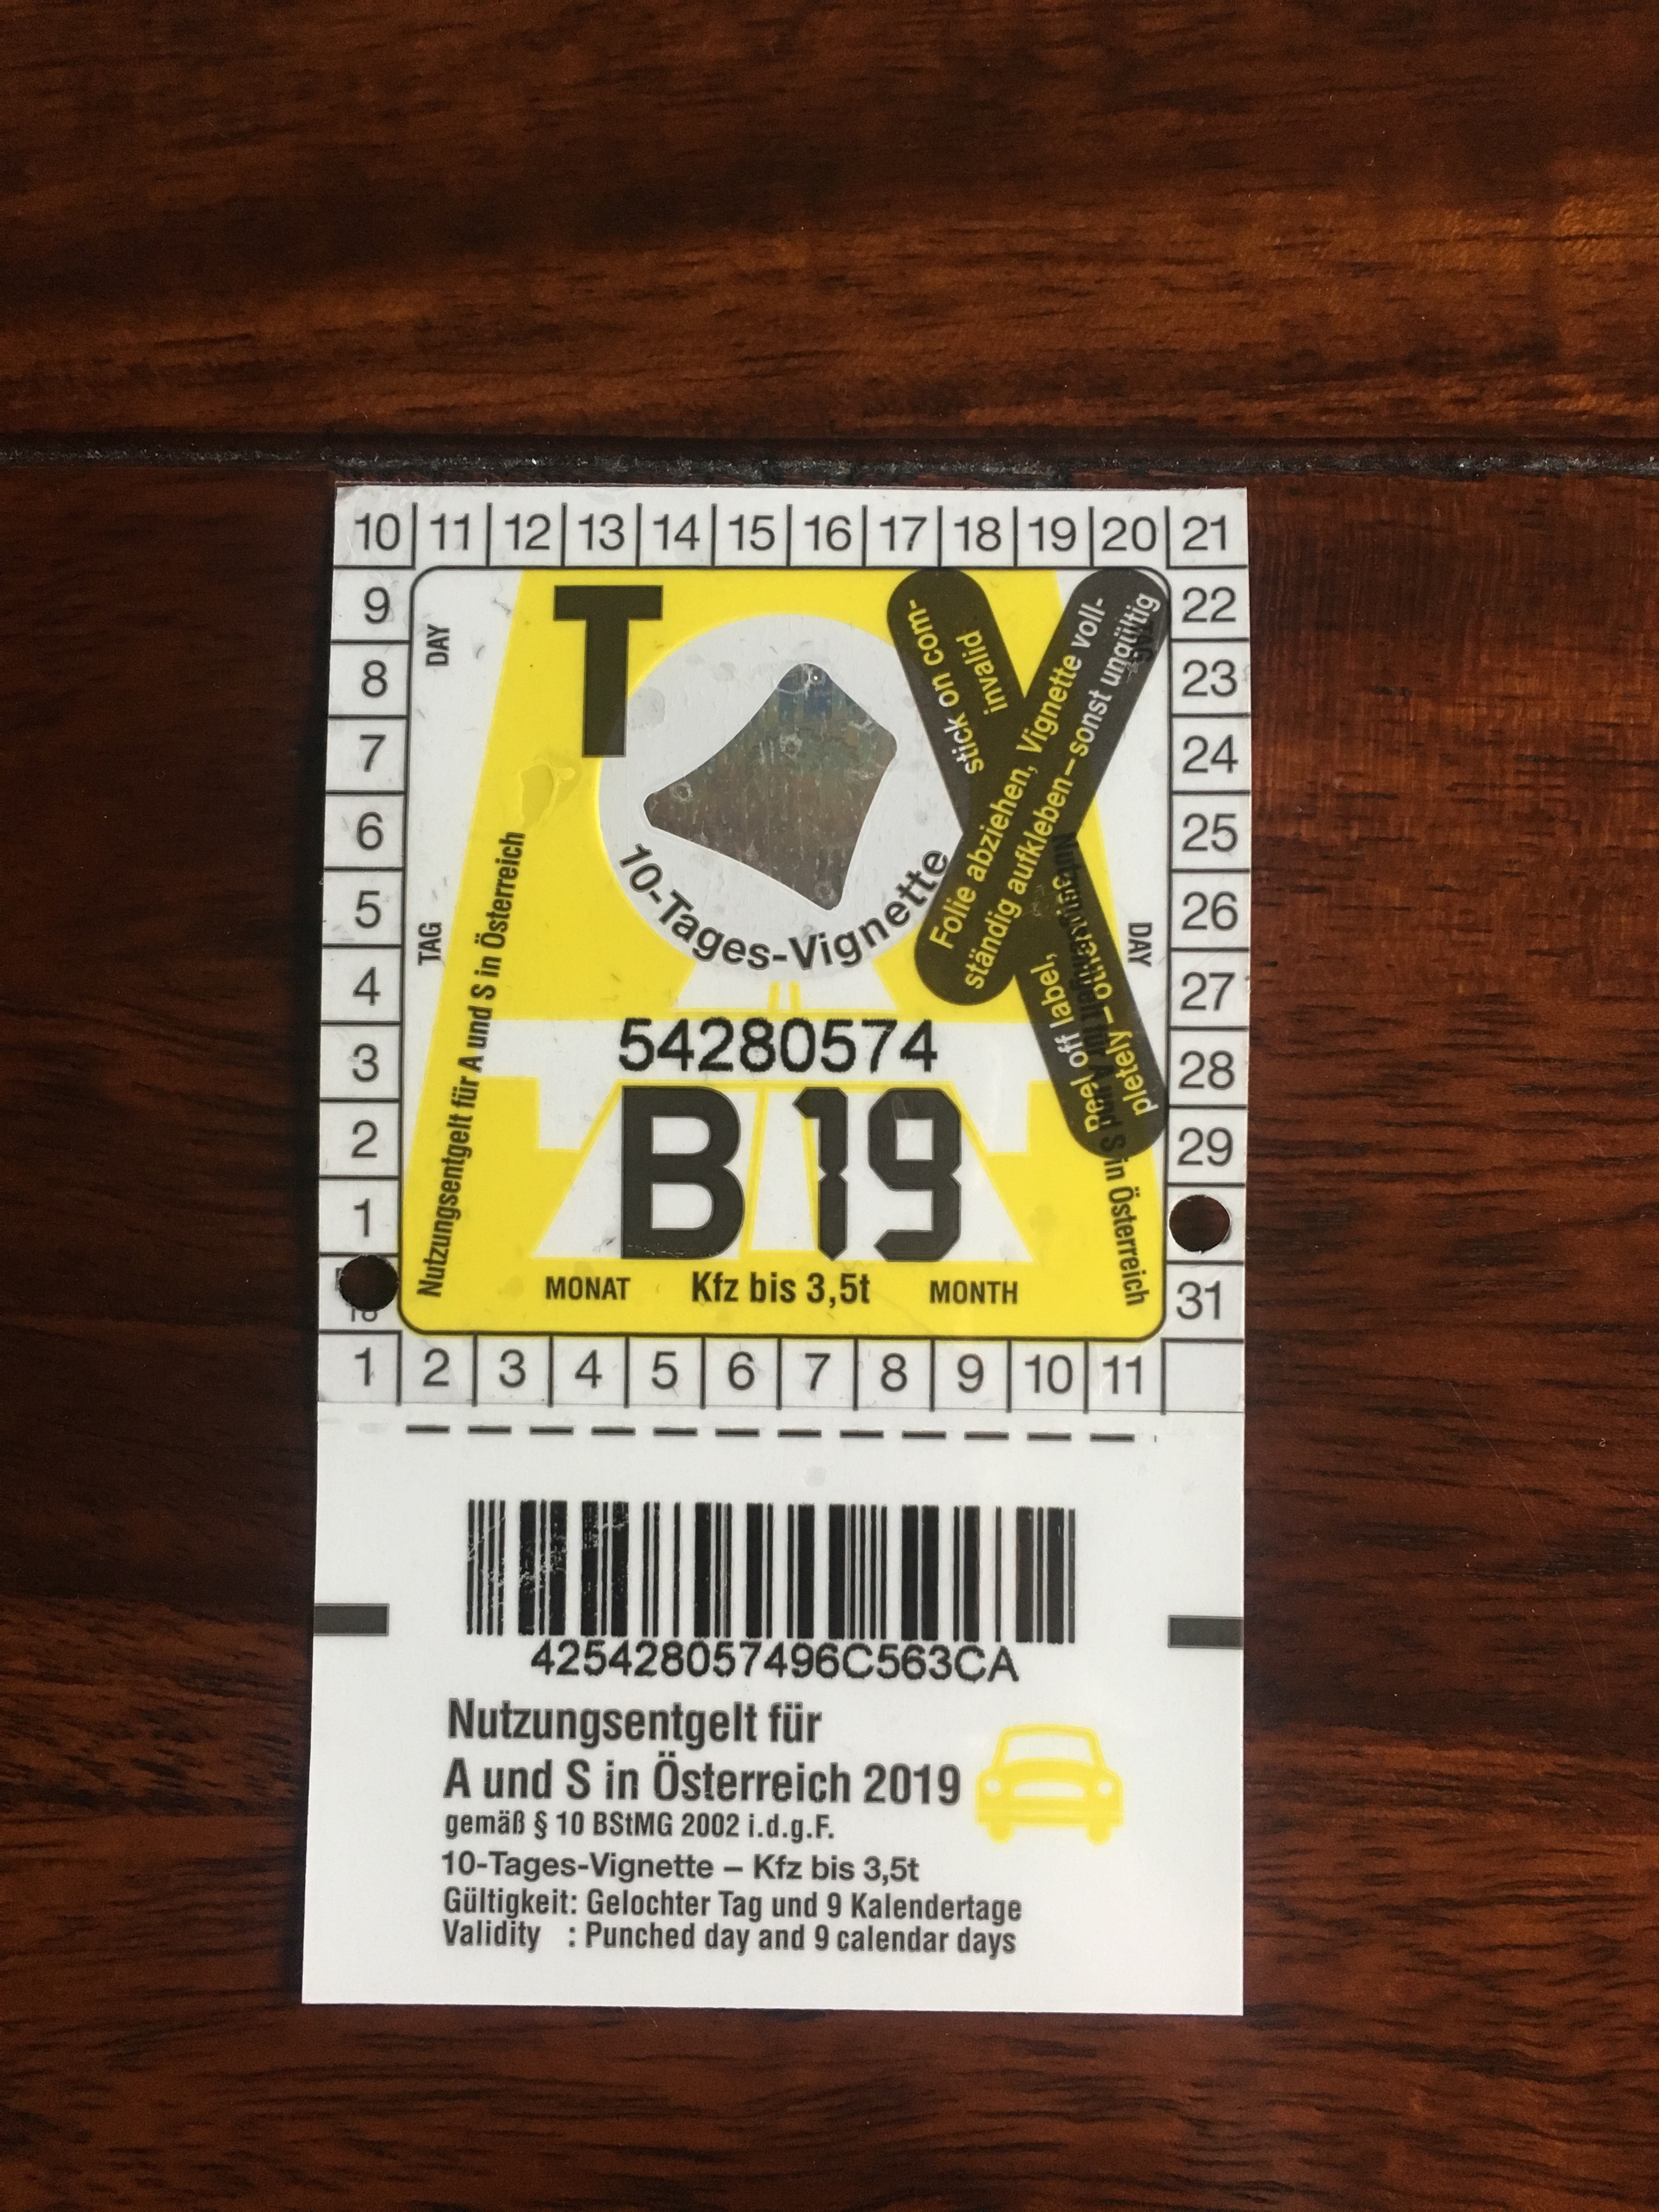 10 11 12 13 14 15 16 17 18 19 20 21
9 22
8 23
7 24
6 25
5 26
4 27
3 28
2 29
1
31
1 2 3 4 5 6 7 8 9 10 11
DAY
TAG
Nutzungsentgelt für A und S in Österreich
T
10-Tages-Vignette
Folie abziehen, Vignette voll-
ständig aufkleben – sonst ungültig
Peel off label, stick on com-
pletely – otherwise invalid
DAY
S in Österreich
54280574
B 19
MONAT Kfz bis 3,5t MONTH
425428057496C563CA
Nutzungsentgelt für
A und S in Österreich 2019
gemäß § 10 BStMG 2002 i.d.g.F.
10-Tages-Vignette – Kfz bis 3,5t
Gültigkeit: Gelochter Tag und 9 Kalendertage
Validity : Punched day and 9 calendar days